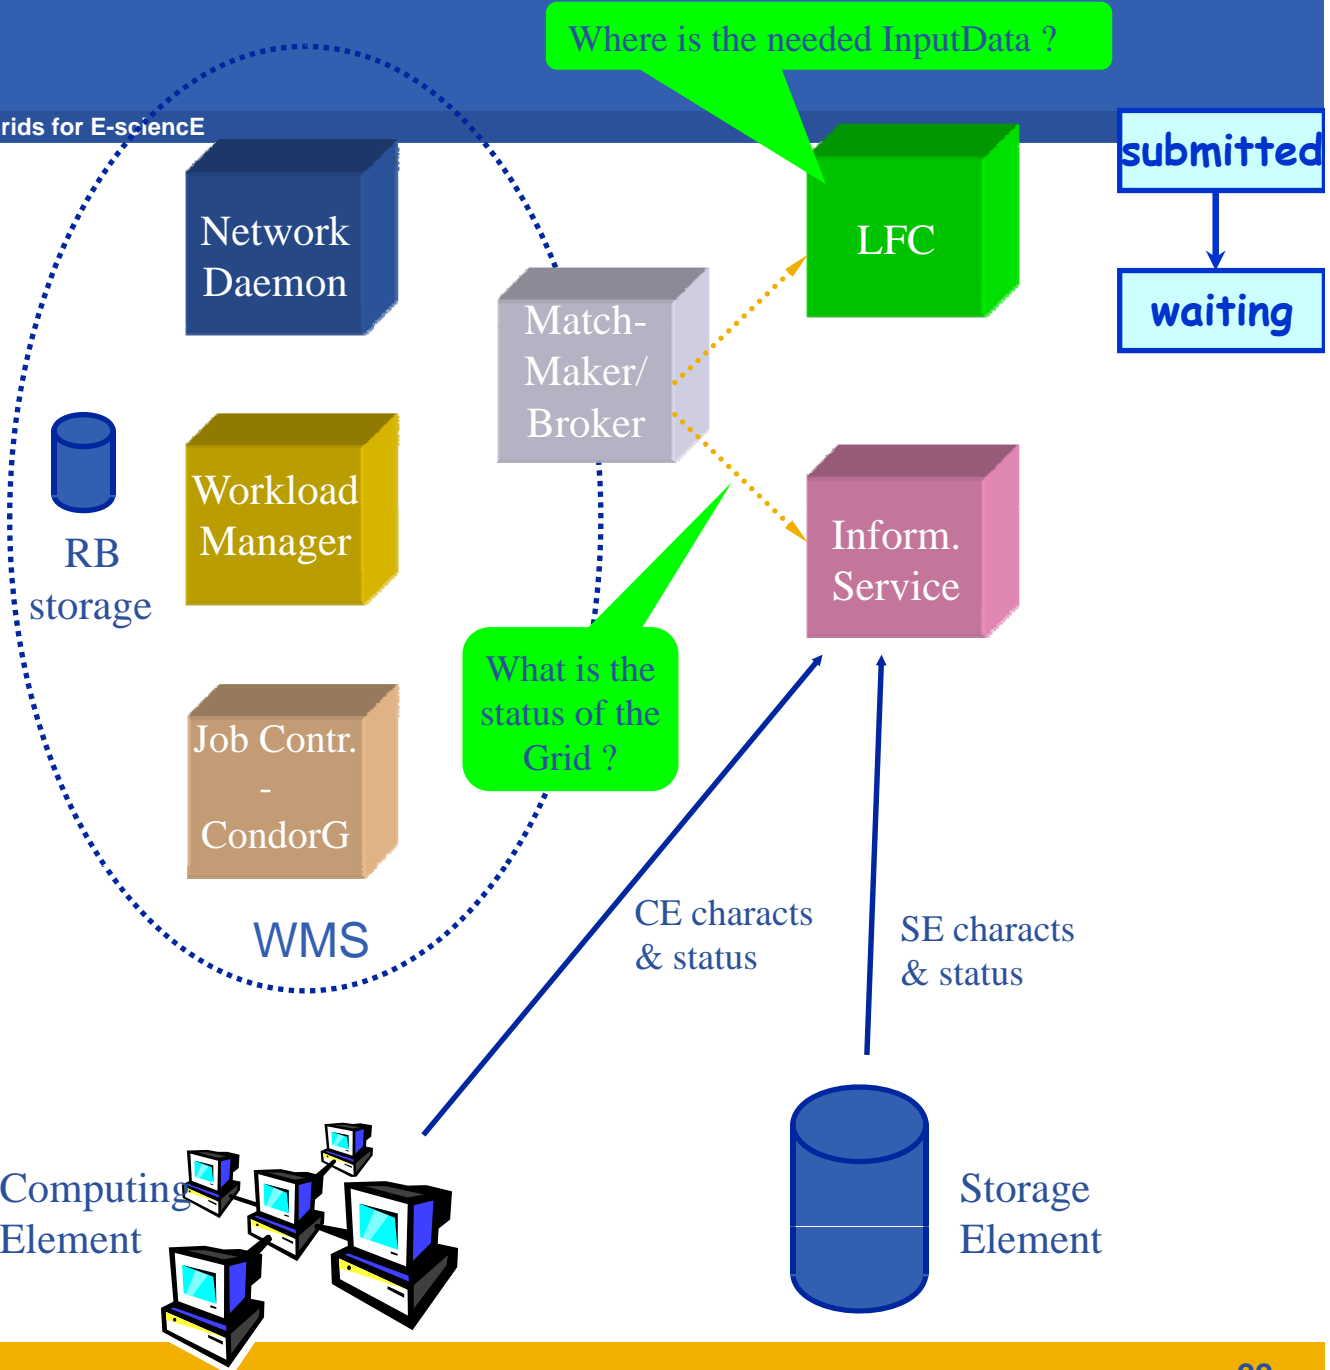 Where is the needed InputData ?
rids for E-sciencE
submitted
Network
Daemon
LFC
waiting
Match-
Maker/
Broker
Workload
Manager
RB
storage
Inform.
Service
What is the
status of the
Grid ?
Job Contr.
-
CondorG
WMS
CE characts
& status
SE characts
& status
Computing
Element
Storage
Element